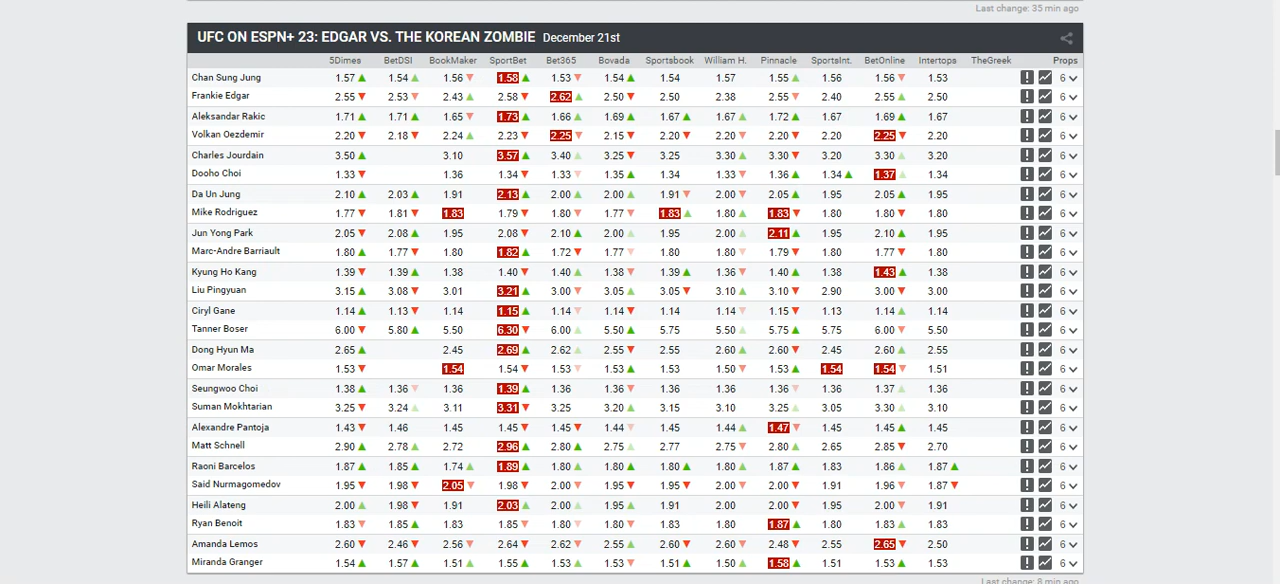 Last change: 35 min ago
UFC ON ESPN+ 23: EDGAR VS. THE KOREAN ZOMBIE December 21st
5Dimes BetDSI BookMaker SportBet Bet365 Bovada Sportsbook William H. Pinnacle SportsInt. BetOnline Intertops TheGreek Props
Chan Sung Jung 1.57▲ 1.54▲ 1.56▼ 1.58▲ 1.53▼ 1.54▲ 1.54 1.57 1.55▲ 1.56 1.56▼ 1.53 6
Frankie Edgar 2.55▼ 2.53▼ 2.43▲ 2.58▼ 2.62▲ 2.50▼ 2.50 2.38 2.55▼ 2.40 2.55▲ 2.50 6
Aleksandar Rakic 1.71▲ 1.71▲ 1.65▼ 1.73▲ 1.66▲ 1.69▲ 1.67▲ 1.67▲ 1.72▲ 1.67 1.69▲ 1.67 6
Volkan Oezdemir 2.20▼ 2.18▼ 2.24▲ 2.23▼ 2.25▼ 2.15▼ 2.20▼ 2.20▼ 2.20▼ 2.20 2.25▼ 2.20 6
Charles Jourdain 3.50▲ 3.10 3.57▲ 3.40▲ 3.25▼ 3.25 3.30▲ 3.30▼ 3.20 3.30▲ 3.20 6
Dooho Choi 1.33▼ 1.36 1.34▼ 1.33▼ 1.35▲ 1.34 1.33▼ 1.36▲ 1.34▲ 1.37▲ 1.34 6
Da Un Jung 2.10▲ 2.03▲ 1.91 2.13▲ 2.00▲ 2.00▲ 1.91▼ 2.00▼ 2.05▲ 1.95 2.05▲ 1.95 6
Mike Rodriguez 1.77▼ 1.81▼ 1.83 1.79▼ 1.80▼ 1.77▼ 1.83▲ 1.80▲ 1.83▼ 1.80 1.80▼ 1.80 6
Jun Yong Park 2.05▼ 2.08▲ 1.95 2.08▼ 2.10▲ 2.00▲ 1.95 2.00▲ 2.11▲ 1.95 2.10▲ 1.95 6
Marc-Andre Barriault 1.80▲ 1.77▼ 1.80 1.82▲ 1.72▼ 1.77▼ 1.80 1.80▼ 1.79▼ 1.80 1.77▼ 1.80 6
Kyung Ho Kang 1.39▼ 1.39▲ 1.38 1.40▼ 1.40▲ 1.38▼ 1.39▲ 1.36▼ 1.40▲ 1.38 1.43▲ 1.38 6
Liu Pingyuan 3.15▲ 3.08▼ 3.01 3.21▲ 3.00▼ 3.05▲ 3.05▼ 3.10▲ 3.10▼ 2.90 3.00▼ 3.00 6
Ciryl Gane 1.14▲ 1.13▼ 1.14 1.15▲ 1.14▼ 1.14▼ 1.14 1.14▼ 1.15▼ 1.13 1.14▲ 1.14 6
Tanner Boser 6.00▼ 5.80▲ 5.50 6.30▼ 6.00▲ 5.50▲ 5.75 5.50▲ 5.75▲ 5.75 6.00▼ 5.50 6
Dong Hyun Ma 2.65▲ 2.45 2.69▲ 2.62▲ 2.55▼ 2.55 2.60▲ 2.60▼ 2.45 2.60▲ 2.55 6
Omar Morales 1.53▼ 1.54 1.54▼ 1.53▼ 1.53▲ 1.53 1.50▼ 1.53▲ 1.54 1.54▼ 1.51 6
Seungwoo Choi 1.38▲ 1.36▼ 1.36 1.39▲ 1.36 1.36▼ 1.36 1.36 1.36▼ 1.36 1.37▲ 1.36 6
Suman Mokhtarian 3.25▼ 3.24▲ 3.11 3.31▼ 3.25 3.20▲ 3.15 3.10 3.25▲ 3.05 3.30▲ 3.10 6
Alexandre Pantoja 1.43▼ 1.46 1.45 1.45▼ 1.45▼ 1.44▼ 1.45 1.44▲ 1.47▼ 1.45 1.45▲ 1.45 6
Matt Schnell 2.90▲ 2.78▲ 2.72 2.96▲ 2.80▲ 2.75▲ 2.77 2.75▼ 2.80▲ 2.65 2.85▼ 2.70 6
Raoni Barcelos 1.87▲ 1.85▲ 1.74▲ 1.89▲ 1.80▲ 1.80▲ 1.80▲ 1.80▲ 1.87▲ 1.83 1.86▲ 1.87▲ 6
Said Nurmagomedov 1.95▼ 1.98▼ 2.05▼ 1.98▼ 2.00▼ 1.95▼ 1.95▼ 2.00▼ 2.00▼ 1.91 1.96▼ 1.87▼ 6
Heili Alateng 2.00▲ 1.98▼ 1.91 2.03▲ 2.00▲ 1.95▲ 1.91 2.00 2.00▼ 1.95 2.00▼ 1.91 6
Ryan Benoit 1.83▼ 1.85▲ 1.83 1.85▼ 1.80▼ 1.80▼ 1.83 1.80 1.87▲ 1.80 1.83▲ 1.83 6
Amanda Lemos 2.60▼ 2.46▼ 2.56▼ 2.64▼ 2.62▼ 2.55▲ 2.60▼ 2.60▼ 2.48▼ 2.55 2.65▼ 2.50 6
Miranda Granger 1.54▲ 1.57▲ 1.51▲ 1.55▲ 1.53▲ 1.53▼ 1.51▲ 1.50▲ 1.58▲ 1.51 1.53▲ 1.53 6
Last change: 8 min ago